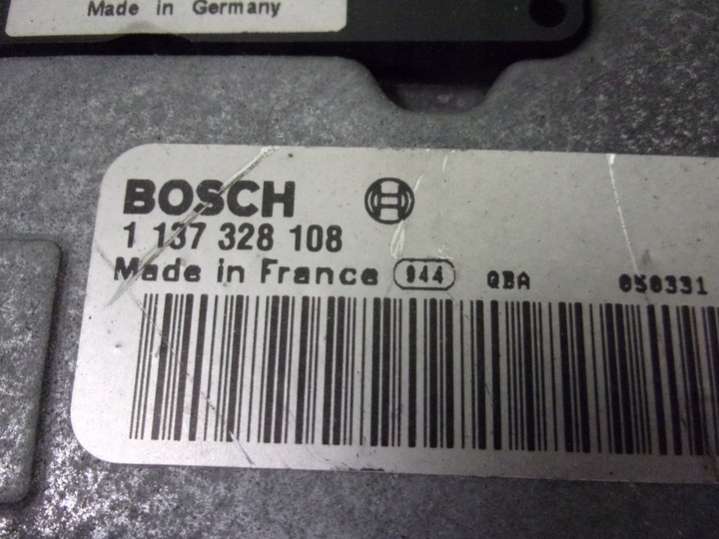 Made in Germany
BOSCH
1 137 328 108
Made in France 944 QBA 050331